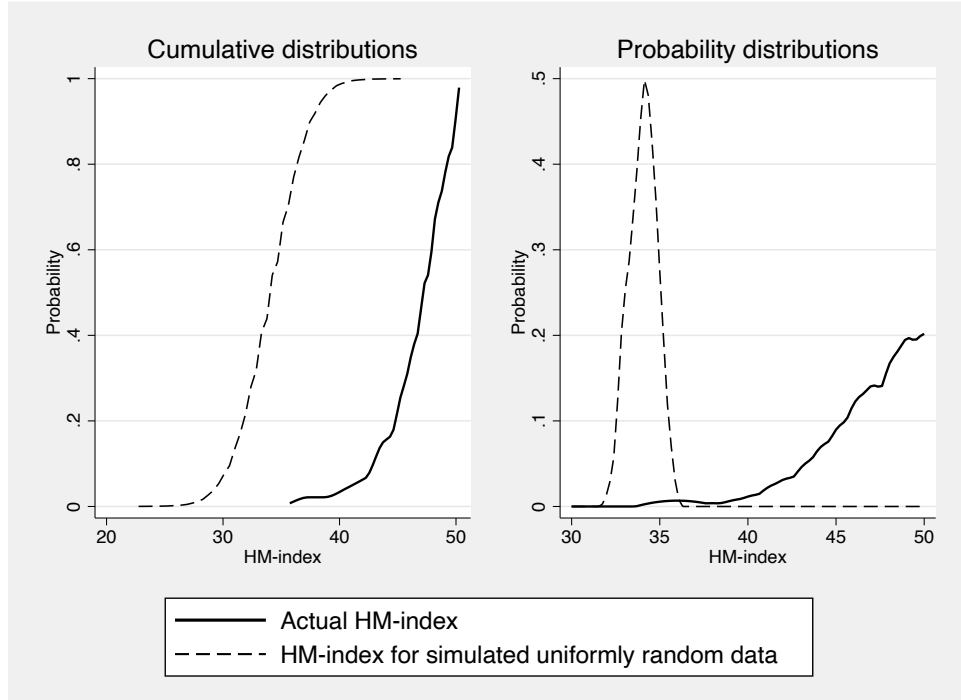 Cumulative distributions
Probability
1
.8
.6
.4
.2
0
20 30 40 50
HM-index
Probability distributions
Probability
.5
.4
.3
.2
.1
0
30 35 40 45 50
HM-index
Actual HM-index
HM-index for simulated uniformly random data